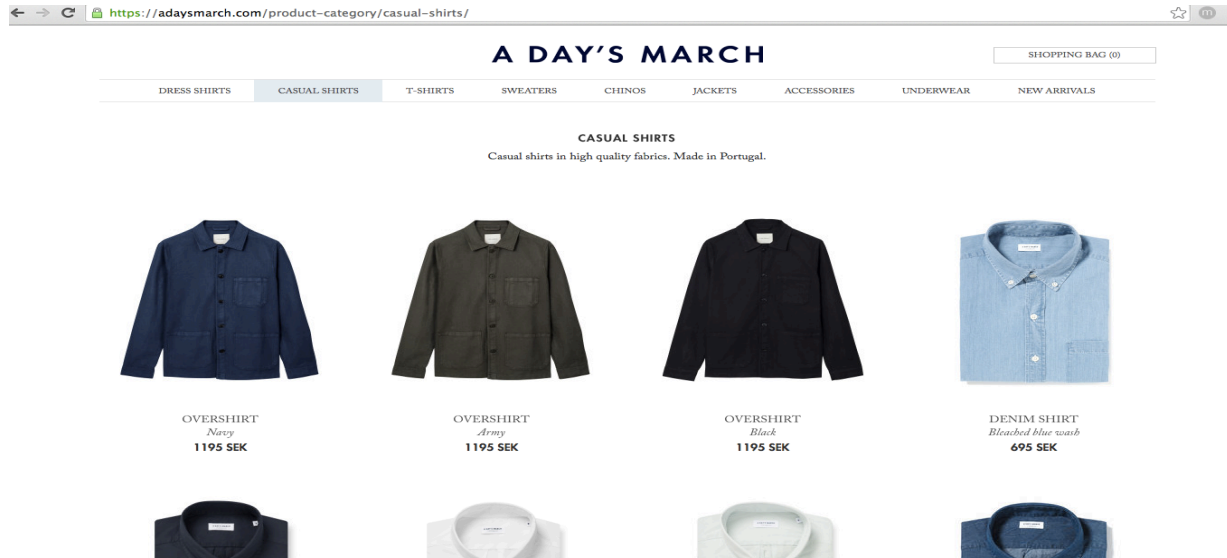 https://adaysmarch.com/product-category/casual-shirts/
A DAY'S MARCH
SHOPPING BAG (0)
DRESS SHIRTS CASUAL SHIRTS T-SHIRTS SWEATERS CHINOS JACKETS ACCESSORIES UNDERWEAR NEW ARRIVALS
CASUAL SHIRTS
Casual shirts in high quality fabrics. Made in Portugal.
OVERSHIRT OVERSHIRT OVERSHIRT DENIM SHIRT
Navy Army Black Bleached blue wash
1195 SEK 1195 SEK 1195 SEK 695 SEK